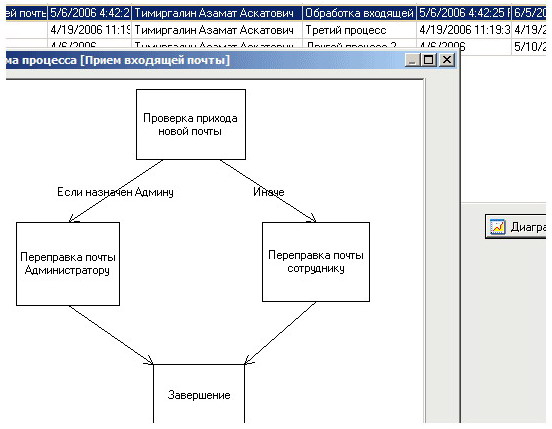 ей почты 5/6/2006 4:42:2 Тимиргалин Азамат Аскатович Обработка входящей 5/6/2006 4:42:25 6/5/2
4/19/2006 11:19 Тимиргалин Азамат Аскатович Третий процесс 4/19/2006 11:19:3 4/19/2
4/6/2006 Тимиргалин Азамат Аскатович Другой процесс 2 4/6/2006 5/10/2
ма процесса [Прием входящей почты]
Проверка прихода
новой почты
Если назначен Админу
Иначе
Диагра
Переправка почты
Администратору
Переправка почты
сотруднику
Завершение